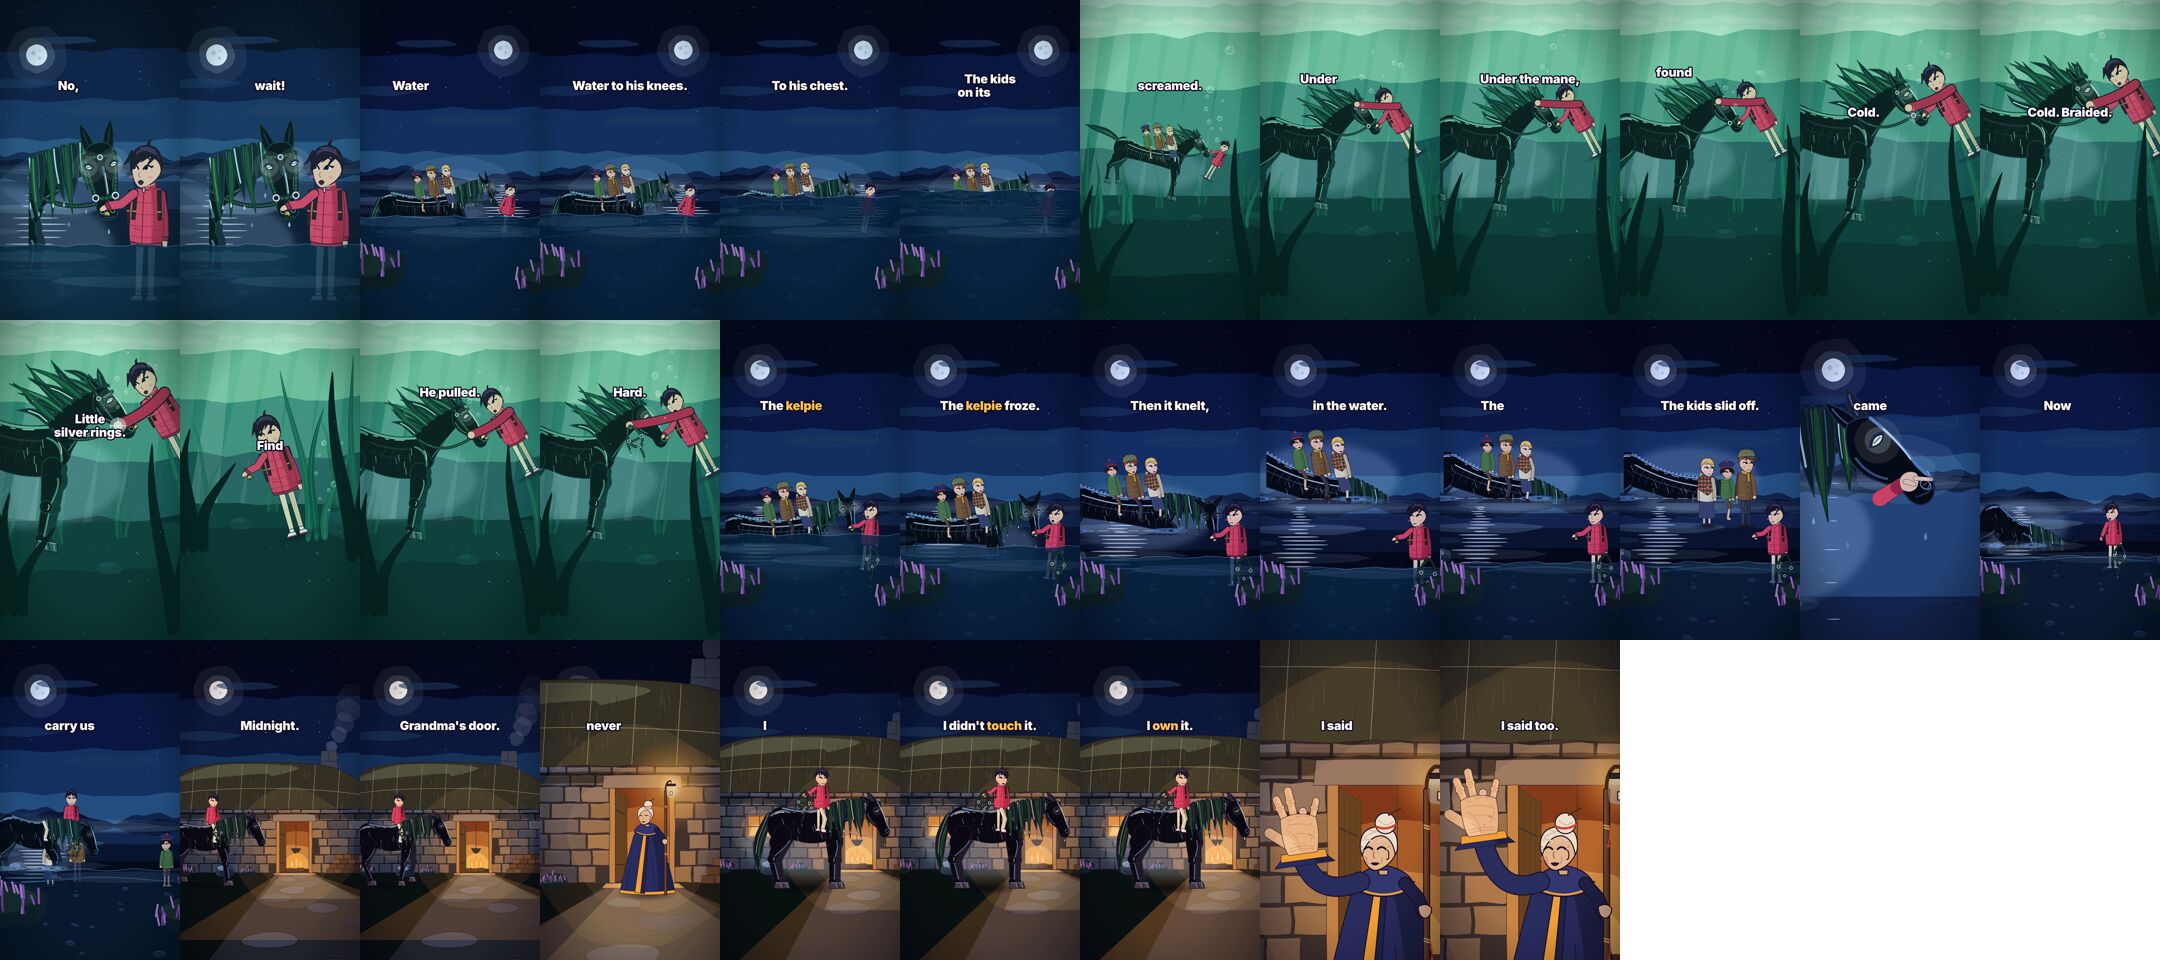 No,
wait!
Water
Water to his knees.
To his chest.
The kids
on its
screamed.
Under
Under the mane,
found
Cold.
Cold. Braided.
Little
silver rings.
Find
He pulled.
Hard.
The kelpie
The kelpie froze.
Then it knelt,
in the water.
The
The kids slid off.
came
Now
carry us
Midnight.
Grandma's door.
never
I
I didn't touch it.
I own it.
I said
I said too.